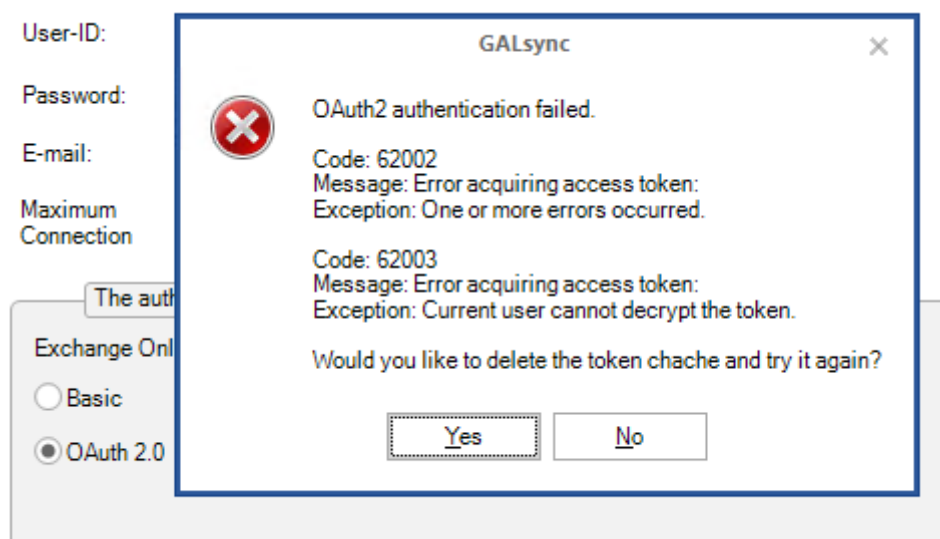 User-ID:
Password:
E-mail:
Maximum
Connection
The auth
Exchange Onl
Basic
OAuth 2.0
GALsync
OAuth2 authentication failed.
Code: 62002
Message: Error acquiring access token:
Exception: One or more errors occurred.
Code: 62003
Message: Error acquiring access token:
Exception: Current user cannot decrypt the token.
Would you like to delete the token chache and try it again?
Yes
No